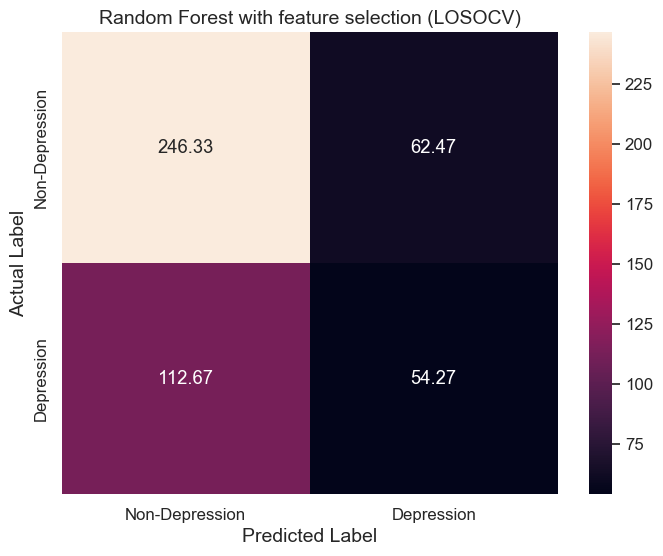 Random Forest with feature selection (LOSOCV)
Actual Label
Non-Depression
246.33
62.47
Depression
112.67
54.27
Non-Depression
Depression
Predicted Label
225
200
175
150
125
100
75